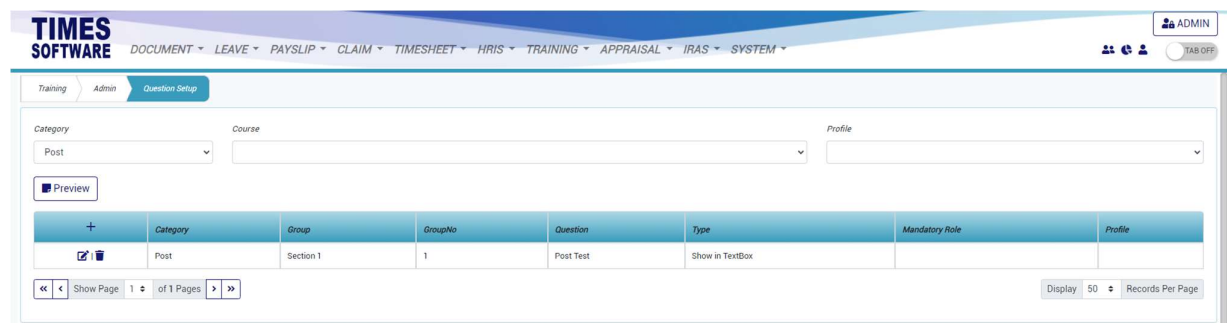 TIMES
SOFTWARE
ADMIN
DOCUMENT LEAVE PAYSLIP CLAIM TIMESHEET HRIS TRAINING APPRAISAL IRAS SYSTEM
TAB OFF
Training Admin Question Setup
Category Course Profile
Post
Preview
+ Category Group GroupNo Question Type Mandatory Role Profile
| Post Section 1 1 Post Test Show in TextBox
« ‹ Show Page 1 of 1 Pages › » Display 50 Records Per Page